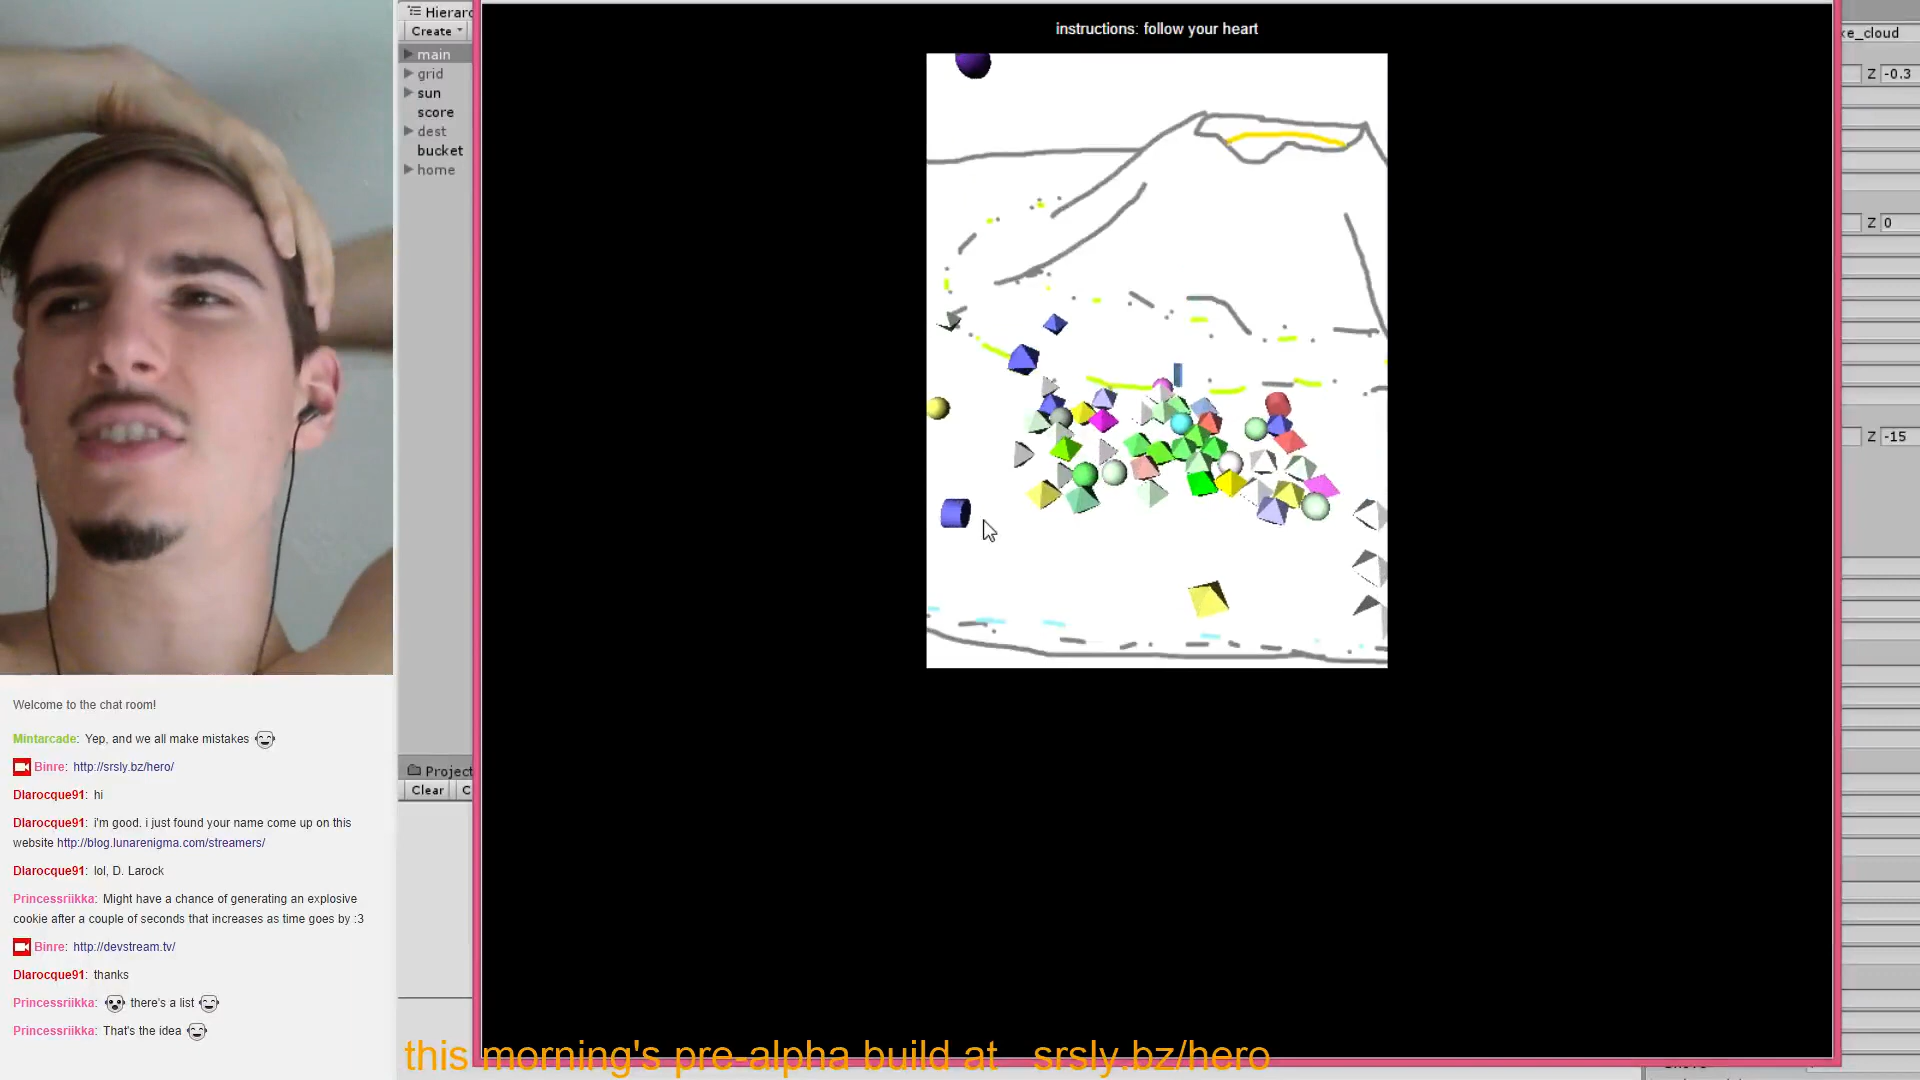 Hierarc
Create
main
grid
sun
score
dest
bucket
home
instructions: follow your heart
ke_cloud
Z -0.3
Z 0
Z -15
Project
Clear C
Welcome to the chat room!
Mintarcade: Yep, and we all make mistakes
Binre: http://srsly.bz/hero/
Dlarocque91: hi
Dlarocque91: i'm good. i just found your name come up on this
website http://blog.lunarenigma.com/streamers/
Dlarocque91: lol, D. Larock
Princessriikka: Might have a chance of generating an explosive
cookie after a couple of seconds that increases as time goes by :3
Binre: http://devstream.tv/
Dlarocque91: thanks
Princessriikka: there's a list
Princessriikka: That's the idea
this morning's pre-alpha build at srsly.bz/hero